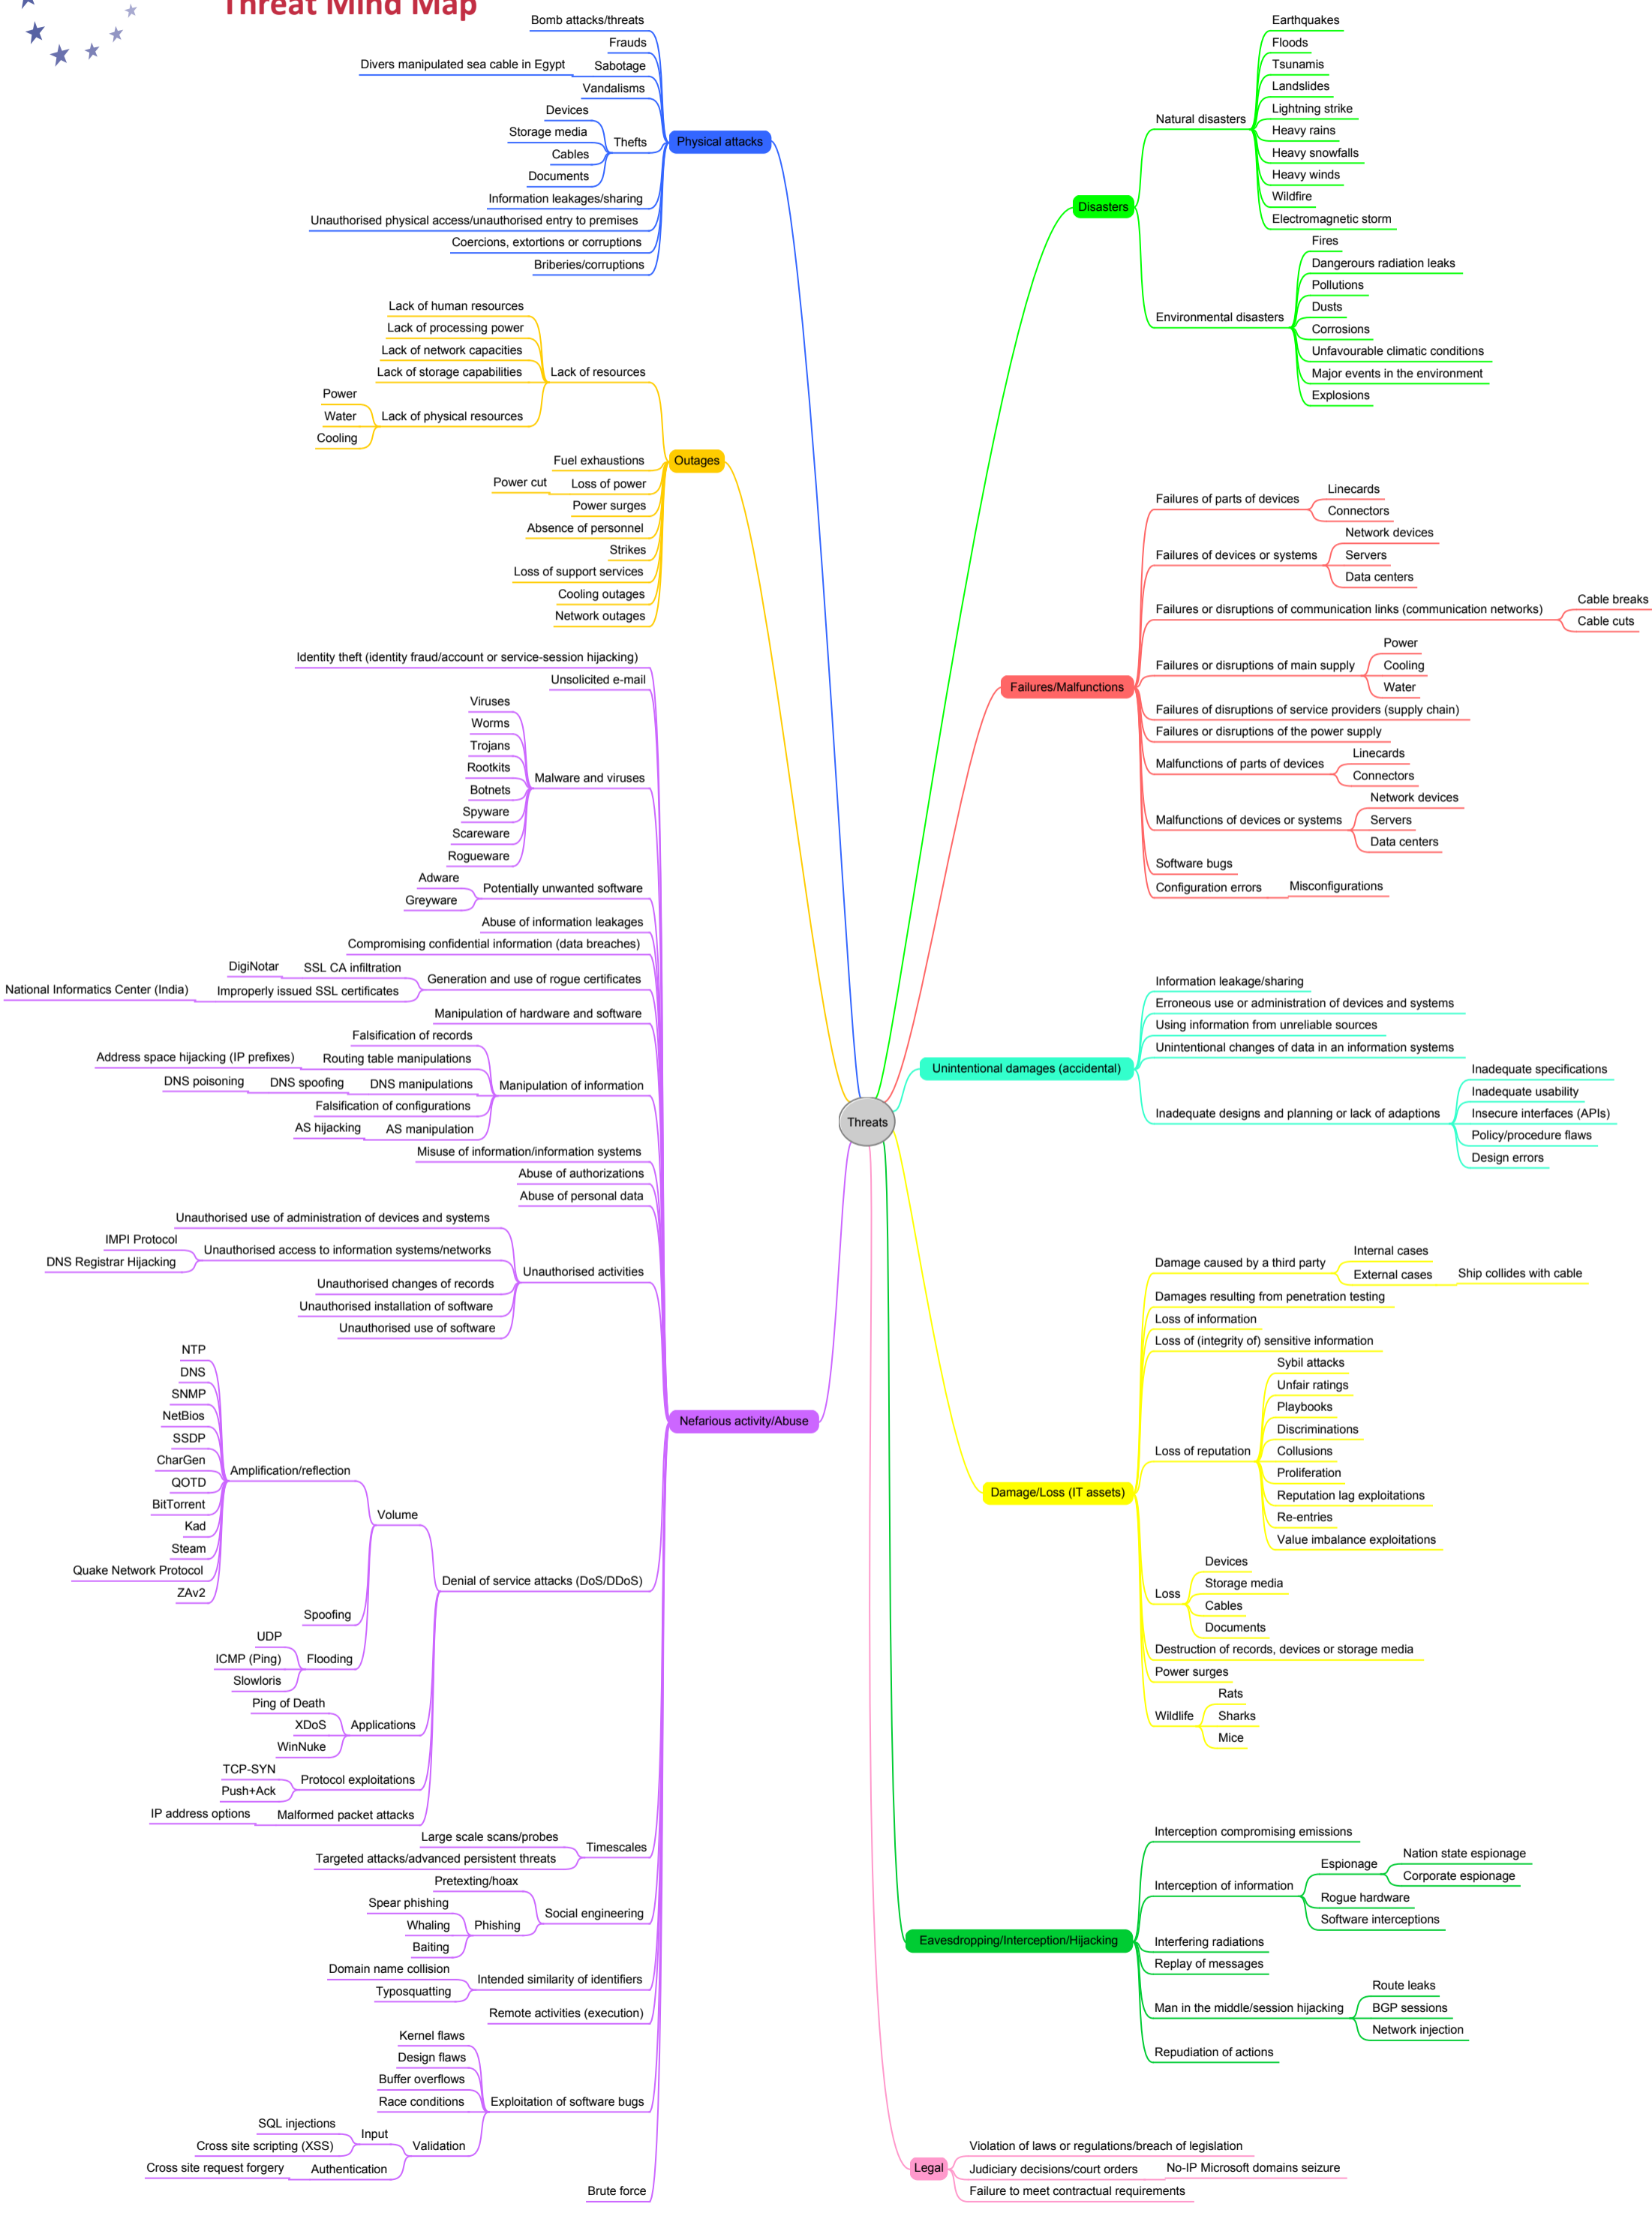 Threat Mind Map
Bomb attacks/threats
Frauds
Divers manipulated sea cable in Egypt
Sabotage
Vandalisms
Devices
Storage media
Cables
Documents
Thefts
Information leakages/sharing
Unauthorised physical access/unauthorised entry to premises
Coercions, extortions or corruptions
Briberies/corruptions
Physical attacks
Lack of human resources
Lack of processing power
Lack of network capacities
Lack of storage capabilities
Power
Water
Cooling
Lack of physical resources
Lack of resources
Fuel exhaustions
Power cut
Loss of power
Power surges
Absence of personnel
Strikes
Loss of support services
Cooling outages
Network outages
Outages
Identity theft (identity fraud/account or service-session hijacking)
Unsolicited e-mail
Viruses
Worms
Trojans
Rootkits
Botnets
Spyware
Scareware
Rogueware
Malware and viruses
Adware
Greyware
Potentially unwanted software
Abuse of information leakages
Compromising confidential information (data breaches)
DigiNotar
SSL CA infiltration
National Informatics Center (India)
Improperly issued SSL certificates
Generation and use of rogue certificates
Manipulation of hardware and software
Falsification of records
Address space hijacking (IP prefixes)
Routing table manipulations
DNS poisoning
DNS spoofing
DNS manipulations
Falsification of configurations
AS hijacking
AS manipulation
Manipulation of information
Misuse of information/information systems
Abuse of authorizations
Abuse of personal data
Unauthorised use of administration of devices and systems
IMPI Protocol
DNS Registrar Hijacking
Unauthorised access to information systems/networks
Unauthorised changes of records
Unauthorised installation of software
Unauthorised use of software
Unauthorised activities
NTP
DNS
SNMP
NetBios
SSDP
CharGen
QOTD
BitTorrent
Kad
Steam
Quake Network Protocol
ZAv2
Amplification/reflection
Spoofing
UDP
ICMP (Ping)
Slowloris
Flooding
Volume
Ping of Death
XDoS
WinNuke
Applications
TCP-SYN
Push+Ack
Protocol exploitations
IP address options
Malformed packet attacks
Denial of service attacks (DoS/DDoS)
Large scale scans/probes
Targeted attacks/advanced persistent threats
Timescales
Pretexting/hoax
Spear phishing
Whaling
Baiting
Phishing
Social engineering
Domain name collision
Typosquatting
Intended similarity of identifiers
Remote activities (execution)
Kernel flaws
Design flaws
Buffer overflows
Race conditions
SQL injections
Cross site scripting (XSS)
Input
Cross site request forgery
Authentication
Validation
Exploitation of software bugs
Brute force
Nefarious activity/Abuse
Threats
Disasters
Natural disasters
Earthquakes
Floods
Tsunamis
Landslides
Lightning strike
Heavy rains
Heavy snowfalls
Heavy winds
Wildfire
Electromagnetic storm
Environmental disasters
Fires
Dangerours radiation leaks
Pollutions
Dusts
Corrosions
Unfavourable climatic conditions
Major events in the environment
Explosions
Failures/Malfunctions
Failures of parts of devices
Linecards
Connectors
Failures of devices or systems
Network devices
Servers
Data centers
Failures or disruptions of communication links (communication networks)
Cable breaks
Cable cuts
Failures or disruptions of main supply
Power
Cooling
Water
Failures of disruptions of service providers (supply chain)
Failures or disruptions of the power supply
Malfunctions of parts of devices
Linecards
Connectors
Malfunctions of devices or systems
Network devices
Servers
Data centers
Software bugs
Configuration errors
Misconfigurations
Unintentional damages (accidental)
Information leakage/sharing
Erroneous use or administration of devices and systems
Using information from unreliable sources
Unintentional changes of data in an information systems
Inadequate designs and planning or lack of adaptions
Inadequate specifications
Inadequate usability
Insecure interfaces (APIs)
Policy/procedure flaws
Design errors
Damage/Loss (IT assets)
Damage caused by a third party
Internal cases
External cases
Ship collides with cable
Damages resulting from penetration testing
Loss of information
Loss of (integrity of) sensitive information
Loss of reputation
Sybil attacks
Unfair ratings
Playbooks
Discriminations
Collusions
Proliferation
Reputation lag exploitations
Re-entries
Value imbalance exploitations
Loss
Devices
Storage media
Cables
Documents
Destruction of records, devices or storage media
Power surges
Wildlife
Rats
Sharks
Mice
Eavesdropping/Interception/Hijacking
Interception compromising emissions
Interception of information
Espionage
Nation state espionage
Corporate espionage
Rogue hardware
Software interceptions
Interfering radiations
Replay of messages
Man in the middle/session hijacking
Route leaks
BGP sessions
Network injection
Repudiation of actions
Legal
Violation of laws or regulations/breach of legislation
Judiciary decisions/court orders
No-IP Microsoft domains seizure
Failure to meet contractual requirements